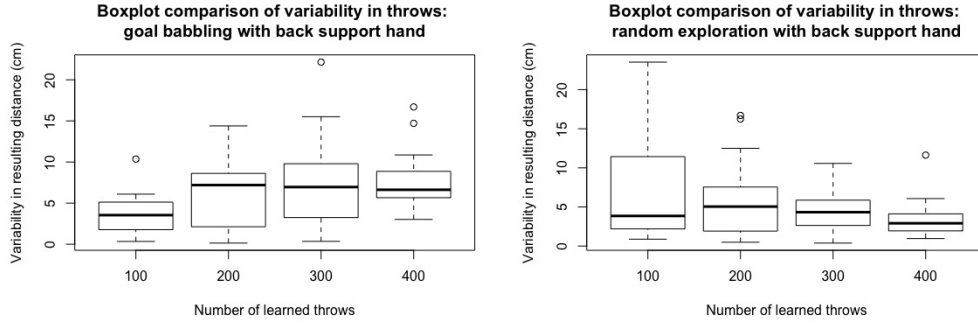 Boxplot comparison of variability in throws:
goal babbling with back support hand
Variability in resulting distance (cm)
20
15
10
5
0
100 200 300 400
Number of learned throws
Boxplot comparison of variability in throws:
random exploration with back support hand
Variability in resulting distance (cm)
20
15
10
5
0
100 200 300 400
Number of learned throws